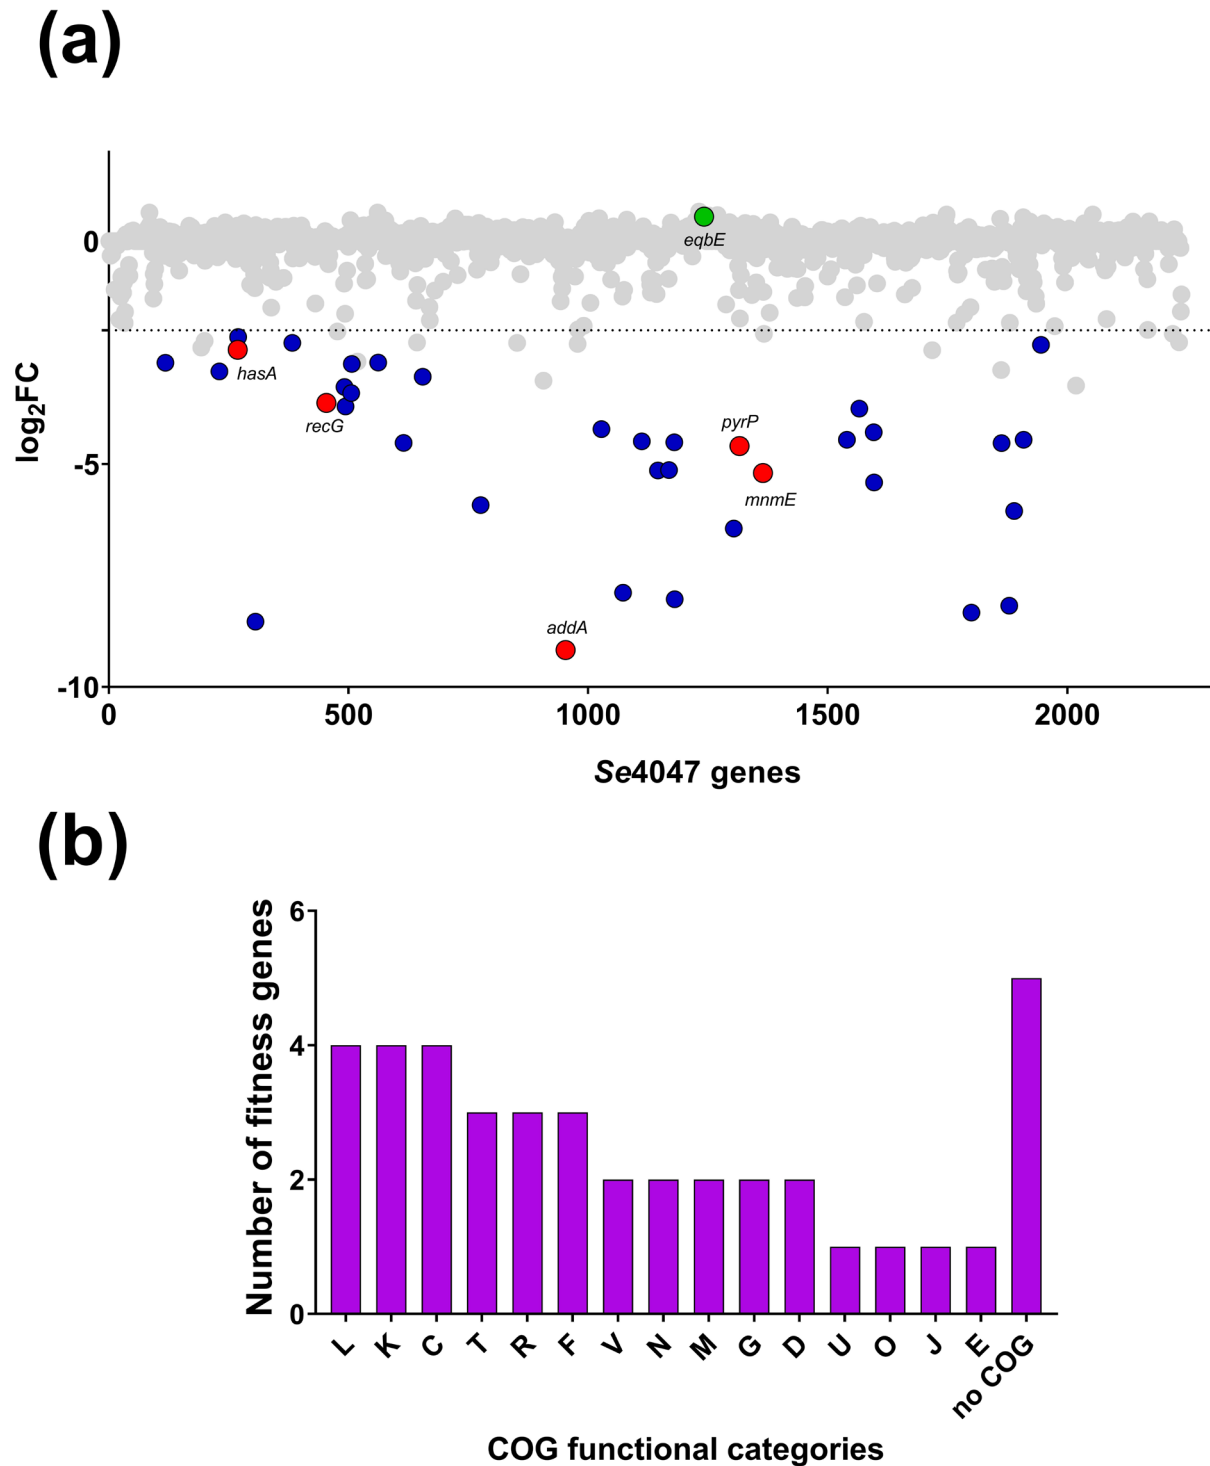 (a)
0
-5
-10
log₂FC
eqbE
hasA
recG
pyrP
mnmE
addA
0 500 1000 1500 2000
Se4047 genes
(b)
6
4
2
0
Number of fitness genes
L K C T R F V N M G D U O J E no COG
COG functional categories